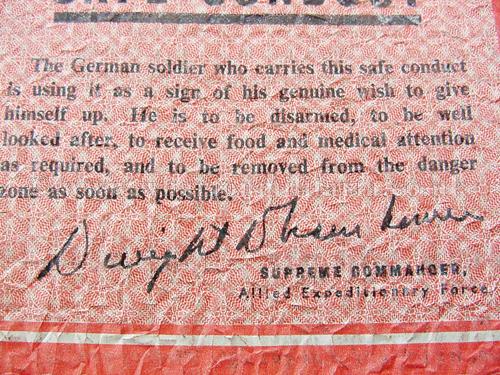 SAFE CONDUCT
The German soldier who carries this safe conduct
is using it as a sign of his genuine wish to give
himself up. He is to be disarmed, to be well
looked after, to receive food and medical attention
as required, and to be removed from the danger
zone as soon as possible.
Dwight D Eisenhower
SUPREME COMMANDER,
Allied Expeditionary Force